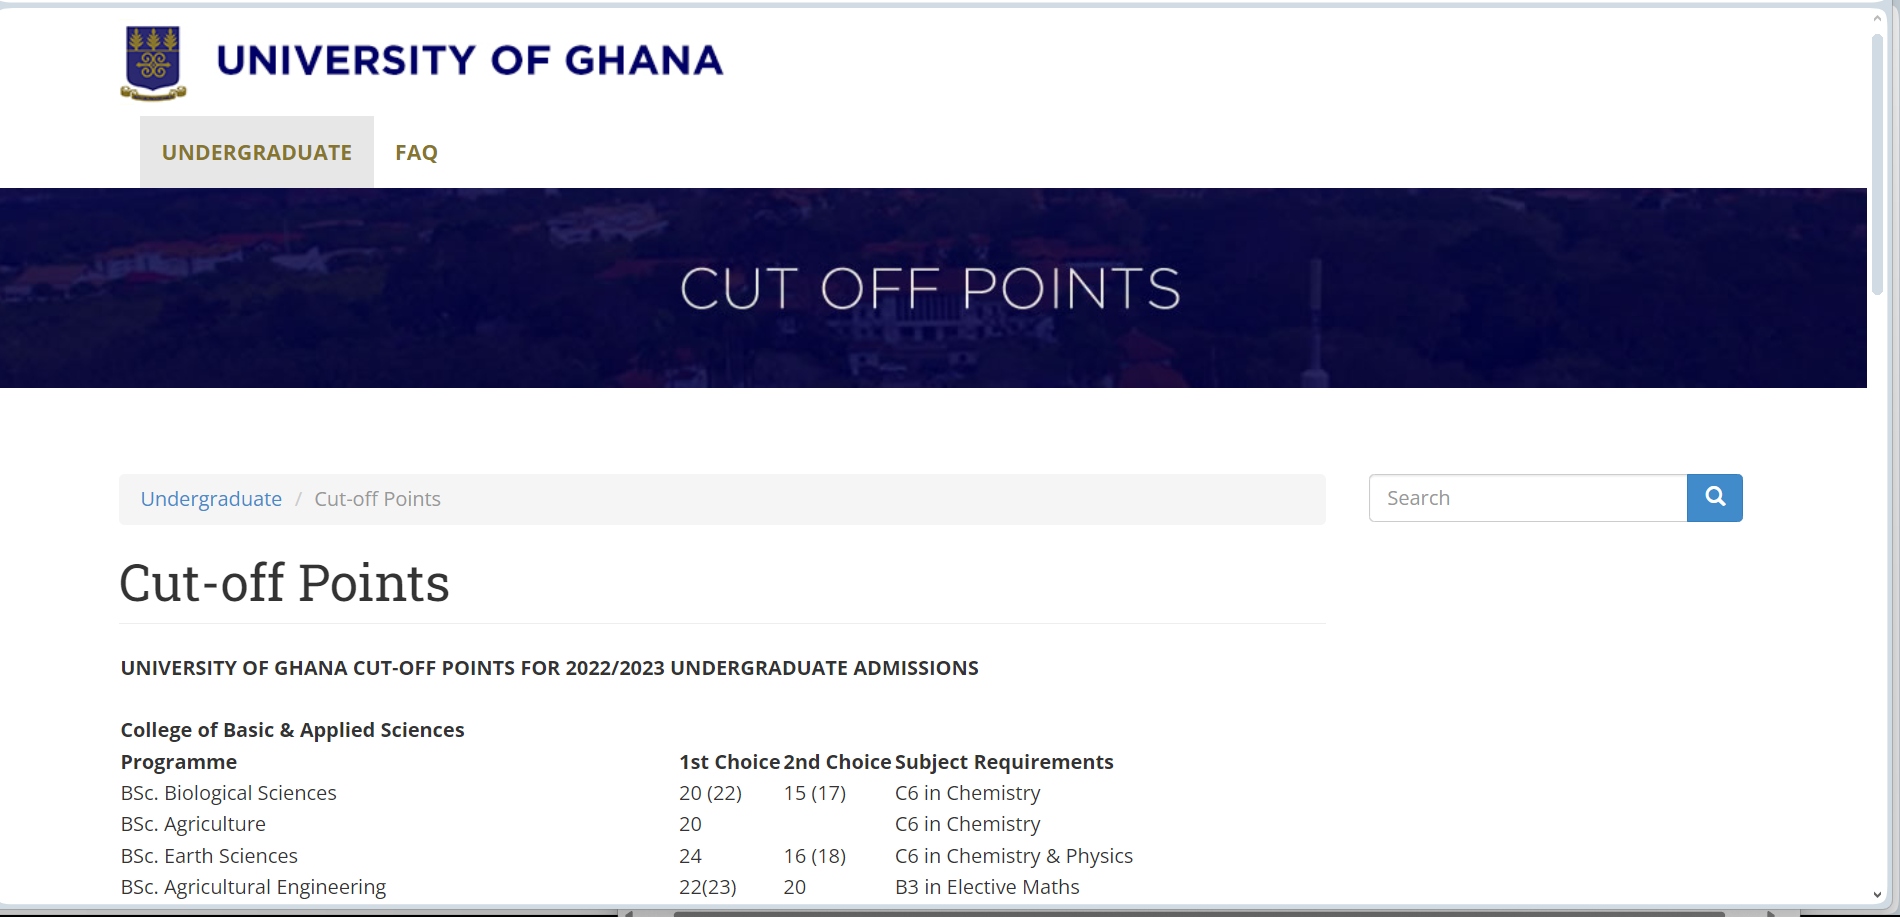 UNIVERSITY OF GHANA
UNDERGRADUATE FAQ
CUT OFF POINTS
Undergraduate / Cut-off Points
Search
Cut-off Points
UNIVERSITY OF GHANA CUT-OFF POINTS FOR 2022/2023 UNDERGRADUATE ADMISSIONS
College of Basic & Applied Sciences
Programme 1st Choice 2nd Choice Subject Requirements
BSc. Biological Sciences 20 (22) 15 (17) C6 in Chemistry
BSc. Agriculture 20 C6 in Chemistry
BSc. Earth Sciences 24 16 (18) C6 in Chemistry & Physics
BSc. Agricultural Engineering 22(23) 20 B3 in Elective Maths